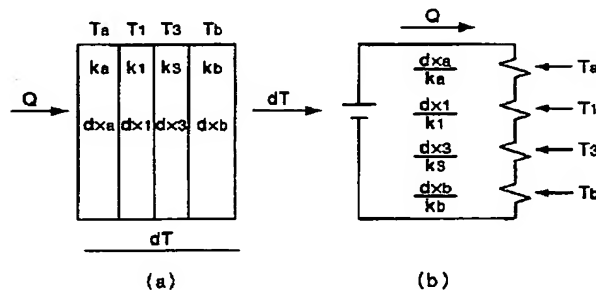 Ta T1 T3 Tb
ka k1 k3 kb
Q
dxa dx1 dx3 dxb
dT
dT
(a)
Q
dxa
ka
Ta
dx1
k1
T1
dx3
k3
T3
dxb
kb
Tb
(b)